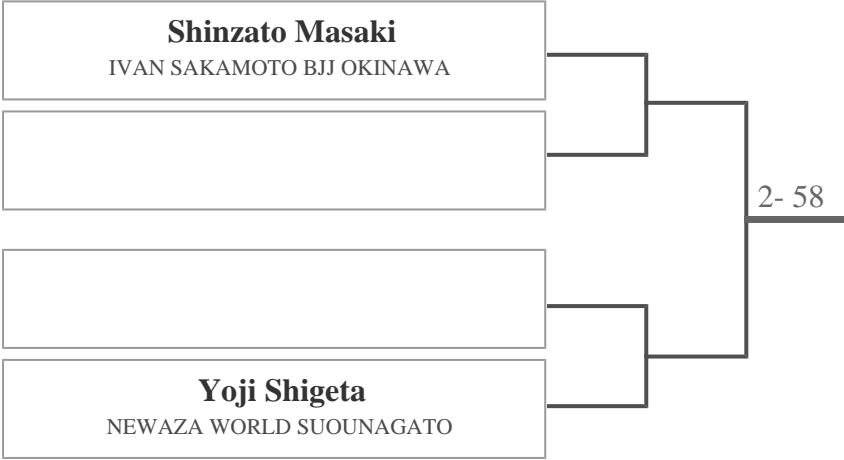 Shinzato Masaki
IVAN SAKAMOTO BJJ OKINAWA
2- 58
Yoji Shigeta
NEWAZA WORLD SUOUNAGATO